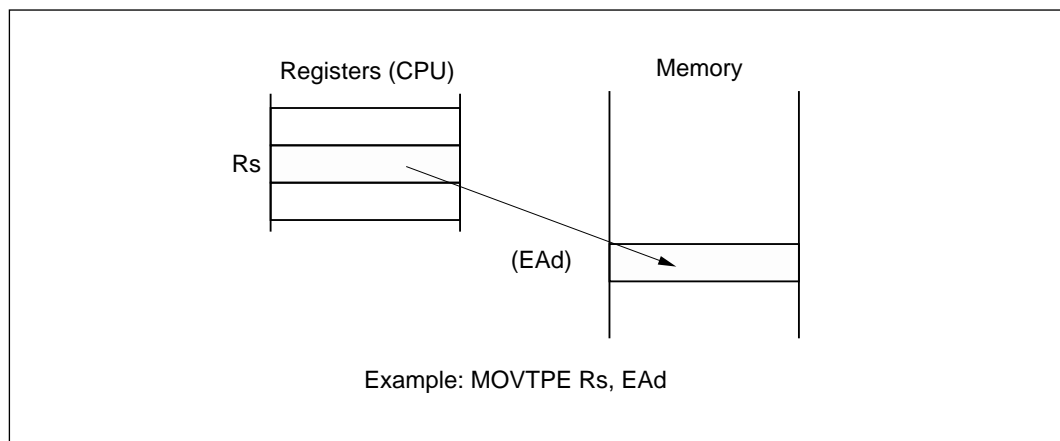 Registers (CPU)
Memory
Rs
(EAd)
Example: MOVTPE Rs, EAd